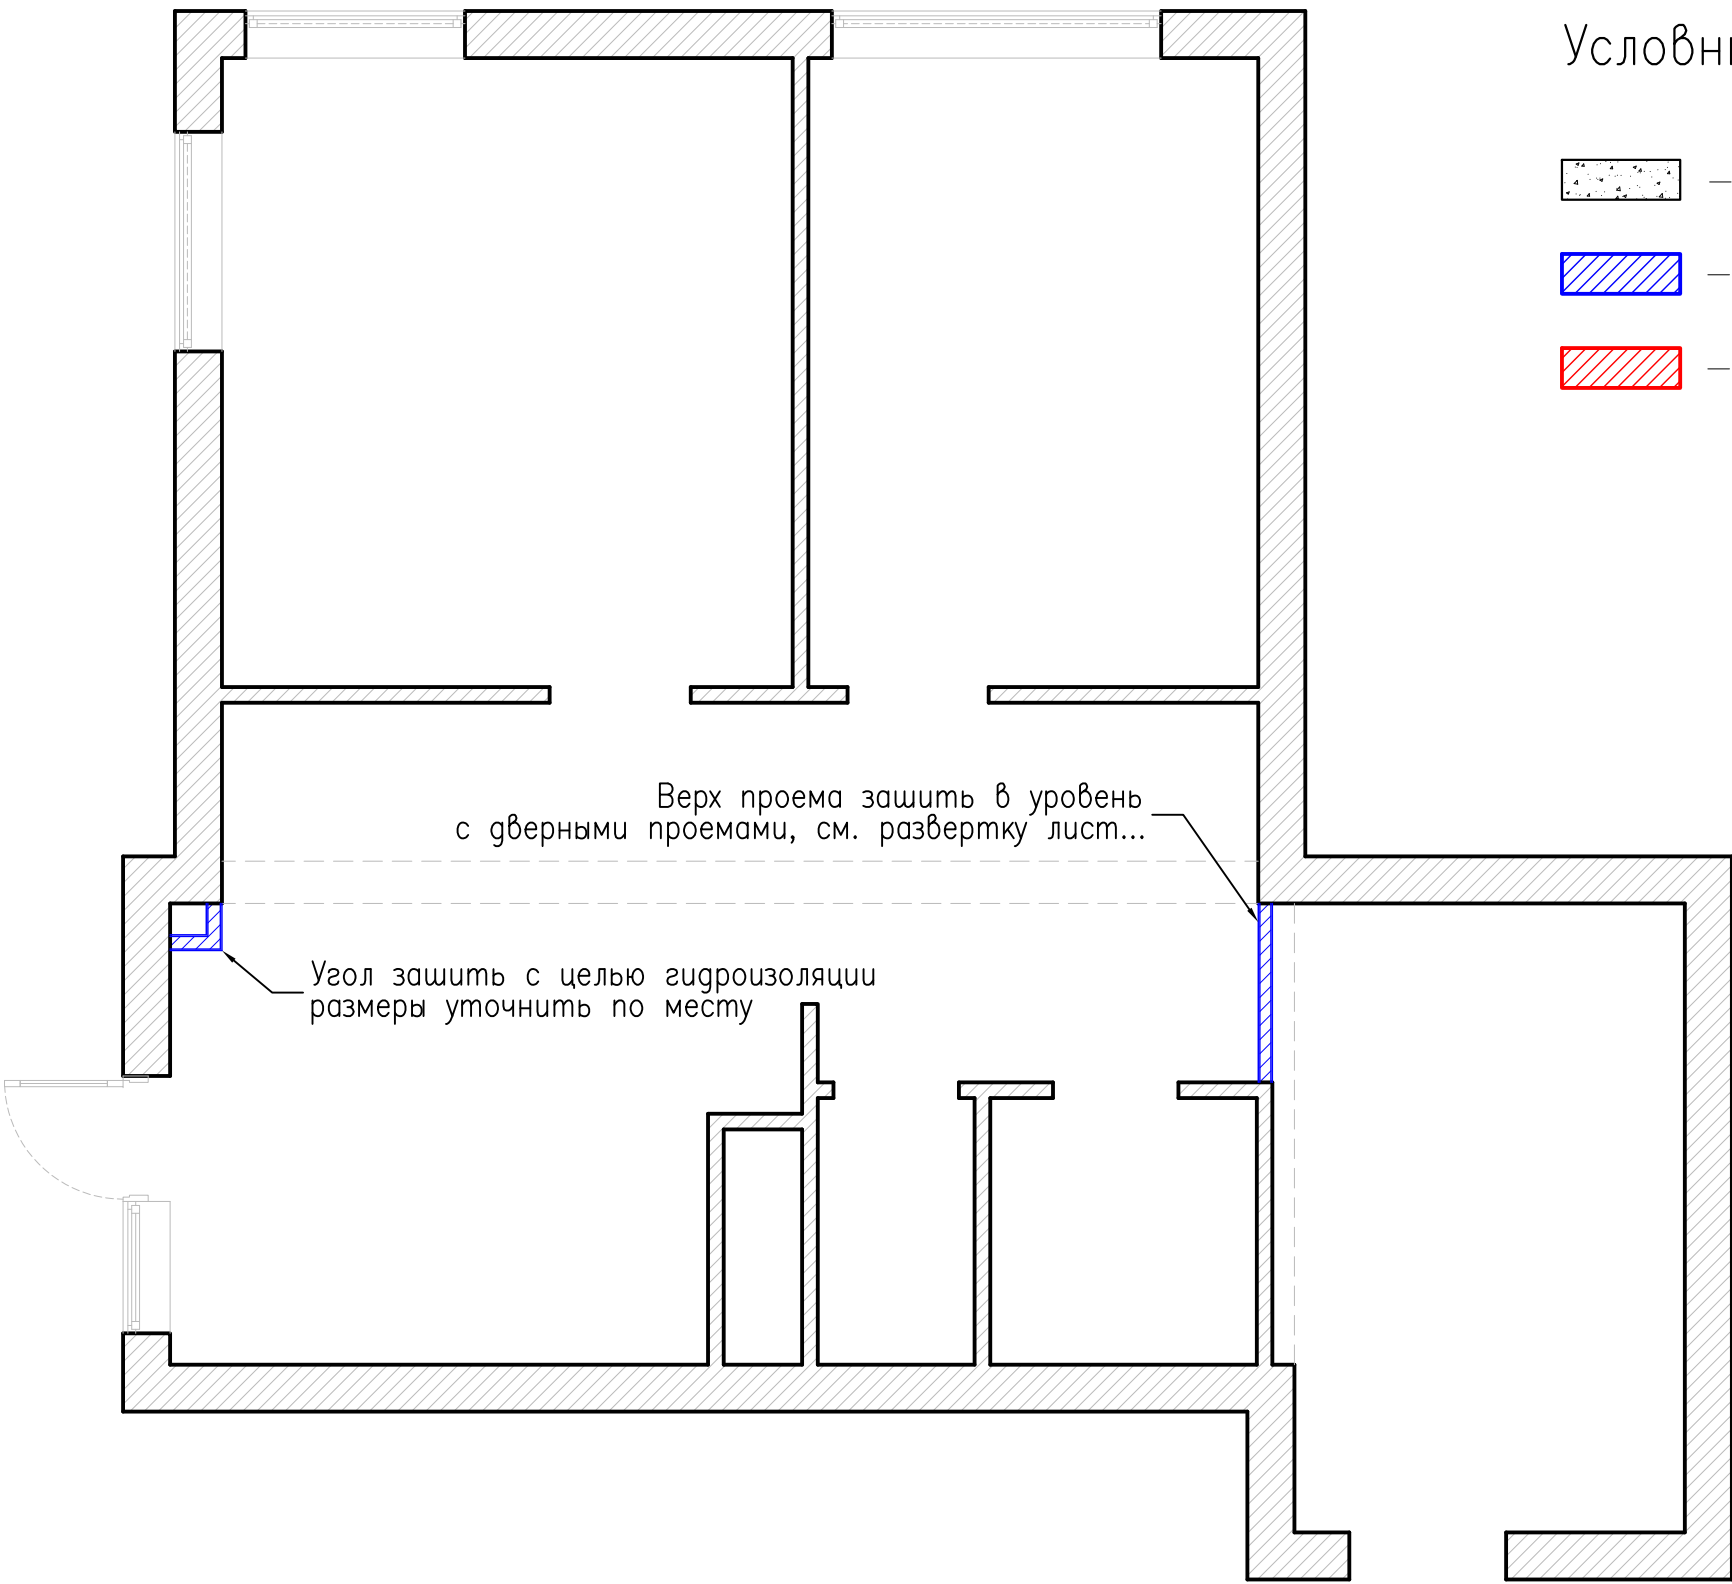 Условн
Верх проема зашить в уровень
с дверными проемами, см. развертку лист...
Угол зашить с целью гидроизоляции
размеры уточнить по месту